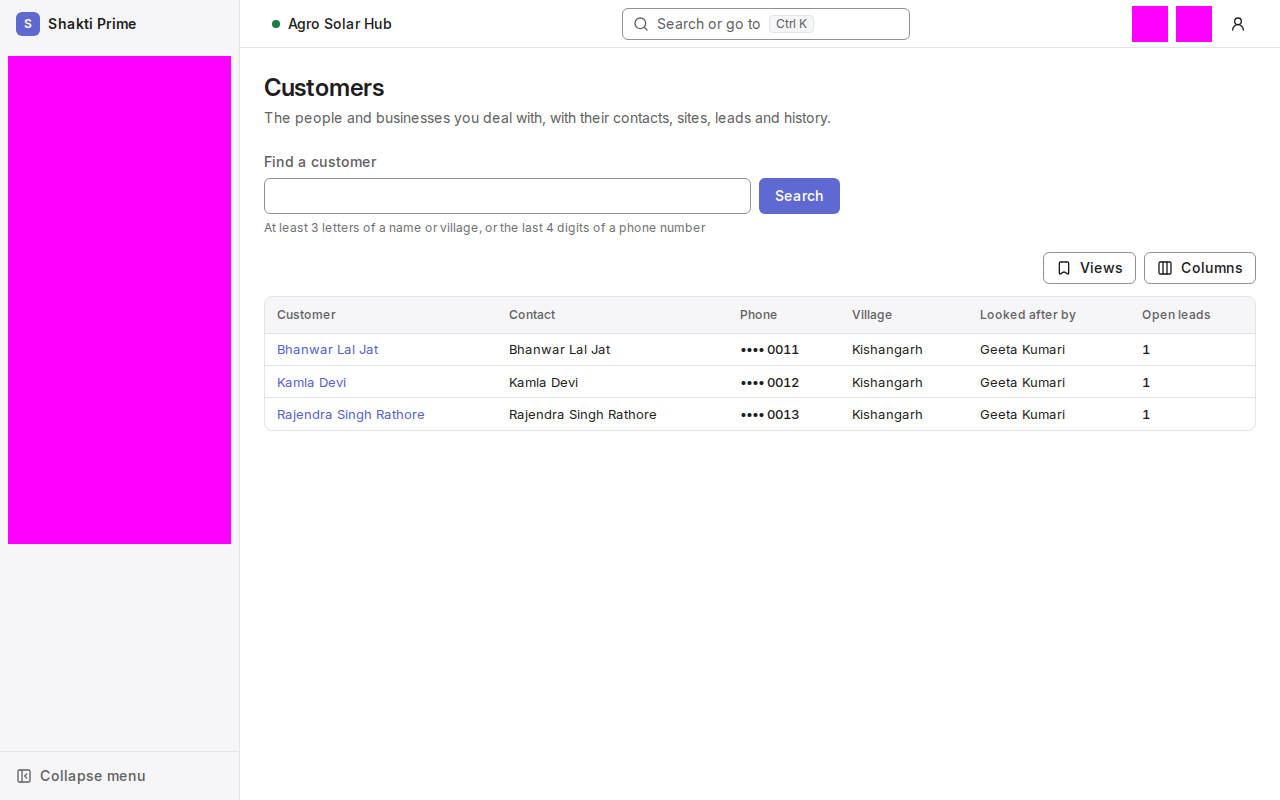 S Shakti Prime
Agro Solar Hub
Search or go to Ctrl K
Customers
The people and businesses you deal with, with their contacts, sites, leads and history.
Find a customer
Search
At least 3 letters of a name or village, or the last 4 digits of a phone number
Views Columns
Customer Contact Phone Village Looked after by Open leads
Bhanwar Lal Jat Bhanwar Lal Jat •••• 0011 Kishangarh Geeta Kumari 1
Kamla Devi Kamla Devi •••• 0012 Kishangarh Geeta Kumari 1
Rajendra Singh Rathore Rajendra Singh Rathore •••• 0013 Kishangarh Geeta Kumari 1
Collapse menu